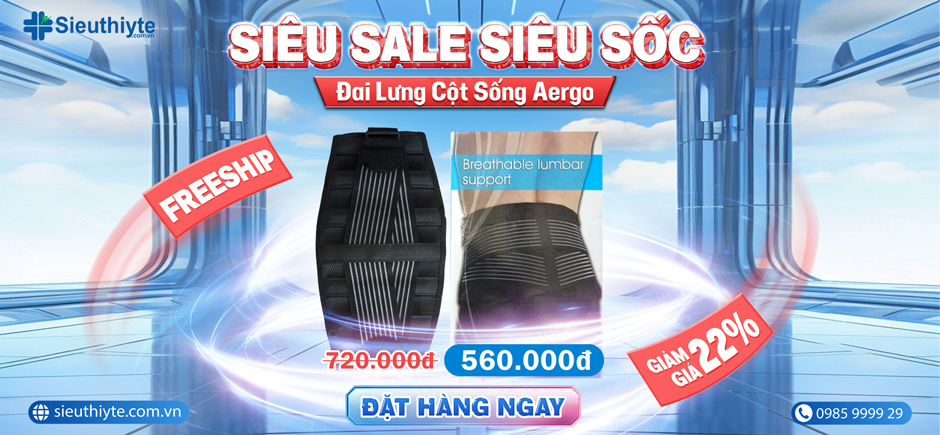 Sieuthiyte
.com.vn
SIÊU SALE SIÊU SỐC
Đai Lưng Cột Sống Aergo
FREESHIP
Breathable lumbar
support
720.000đ
560.000đ
GIẢM
GIÁ
22%
ĐẶT HÀNG NGAY
sieuthiyte.com.vn
0985 9999 29